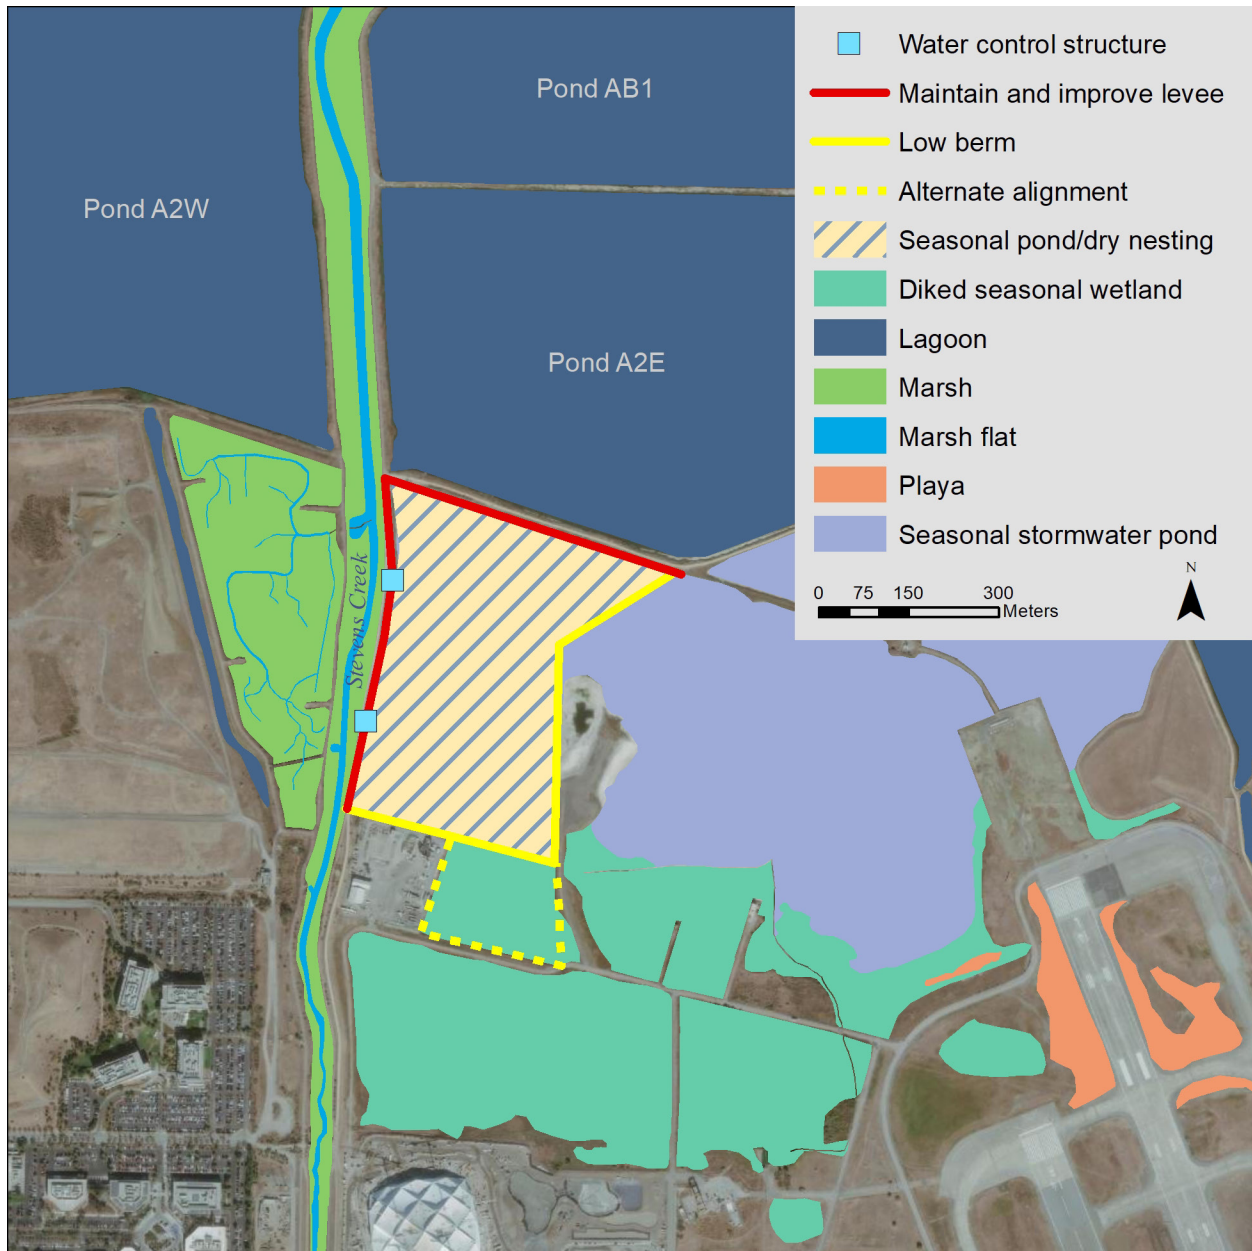 Pond AB1
Pond A2W
Pond A2E
Stevens Creek
Water control structure
Maintain and improve levee
Low berm
Alternate alignment
Seasonal pond/dry nesting
Diked seasonal wetland
Lagoon
Marsh
Marsh flat
Playa
Seasonal stormwater pond
N
0 75 150 300
Meters